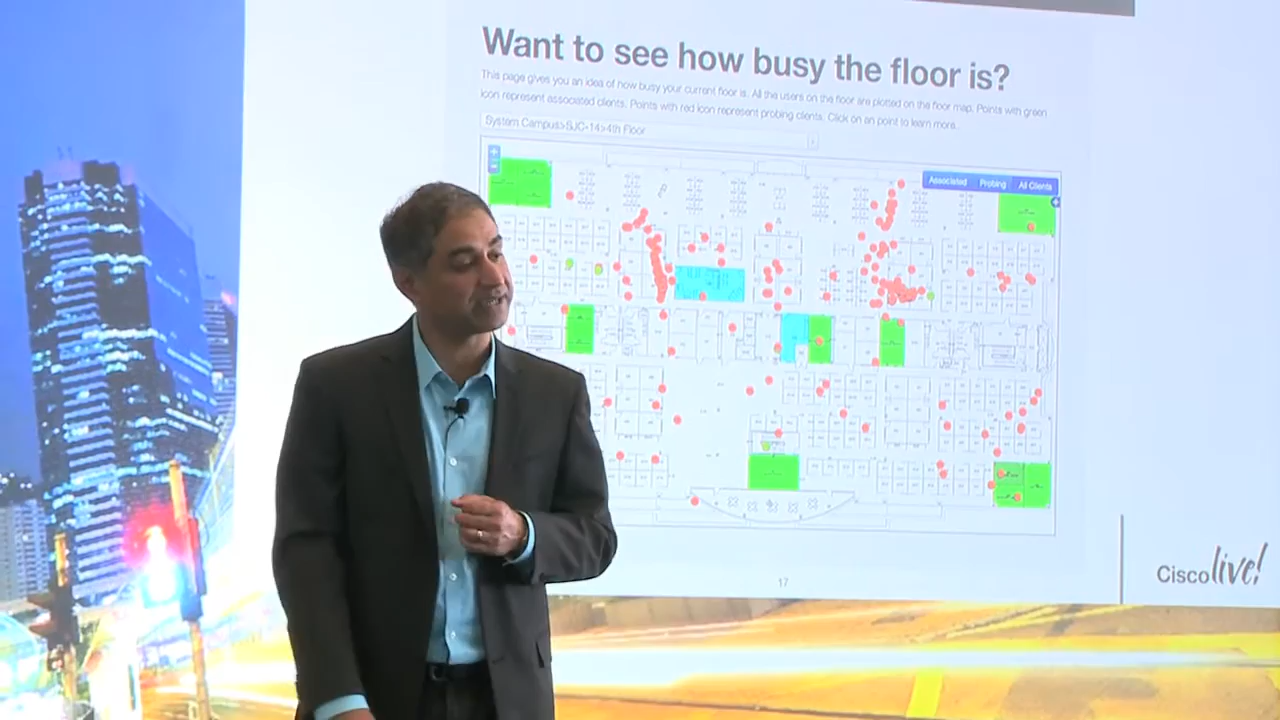 Want to see how busy the floor is?
This page gives you an idea of how busy your current floor is. All the users on the floor are plotted on the floor map. Points with green
icon represent associated clients. Points with red icon represent probing clients. Click on an point to learn more.
System Campus>SJC-14>4th Floor
Associated Probing All Clients
17
Cisco live!